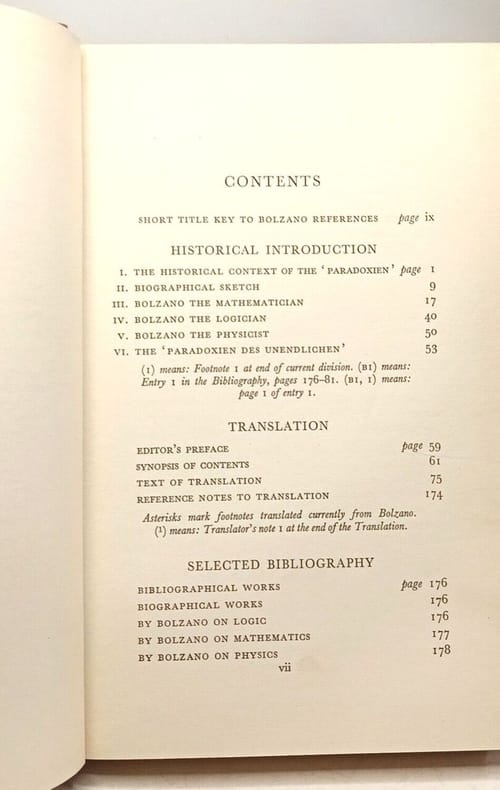 CONTENTS
SHORT TITLE KEY TO BOLZANO REFERENCES page ix
HISTORICAL INTRODUCTION
I. THE HISTORICAL CONTEXT OF THE 'PARADOXIEN' page 1
II. BIOGRAPHICAL SKETCH 9
III. BOLZANO THE MATHEMATICIAN 17
IV. BOLZANO THE LOGICIAN 40
V. BOLZANO THE PHYSICIST 50
VI. THE 'PARADOXIEN DES UNENDLICHEN' 53
(1) means: Footnote 1 at end of current division. (B1) means:
Entry 1 in the Bibliography, pages 176–81. (B1, 1) means:
page 1 of entry 1.
TRANSLATION
EDITOR'S PREFACE page 59
SYNOPSIS OF CONTENTS 61
TEXT OF TRANSLATION 75
REFERENCE NOTES TO TRANSLATION 174
Asterisks mark footnotes translated currently from Bolzano.
(¹) means: Translator's note 1 at the end of the Translation.
SELECTED BIBLIOGRAPHY
BIBLIOGRAPHICAL WORKS page 176
BIOGRAPHICAL WORKS 176
BY BOLZANO ON LOGIC 176
BY BOLZANO ON MATHEMATICS 177
BY BOLZANO ON PHYSICS 178
vii